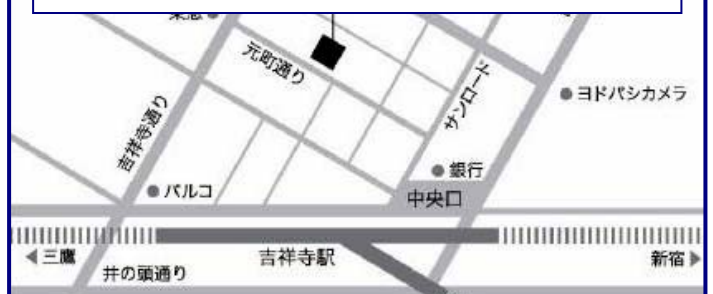 東急
元町通り
サンロード
ヨドバシカメラ
吉祥寺通り
銀行
パルコ
中央口
三鷹
吉祥寺駅
新宿
井の頭通り